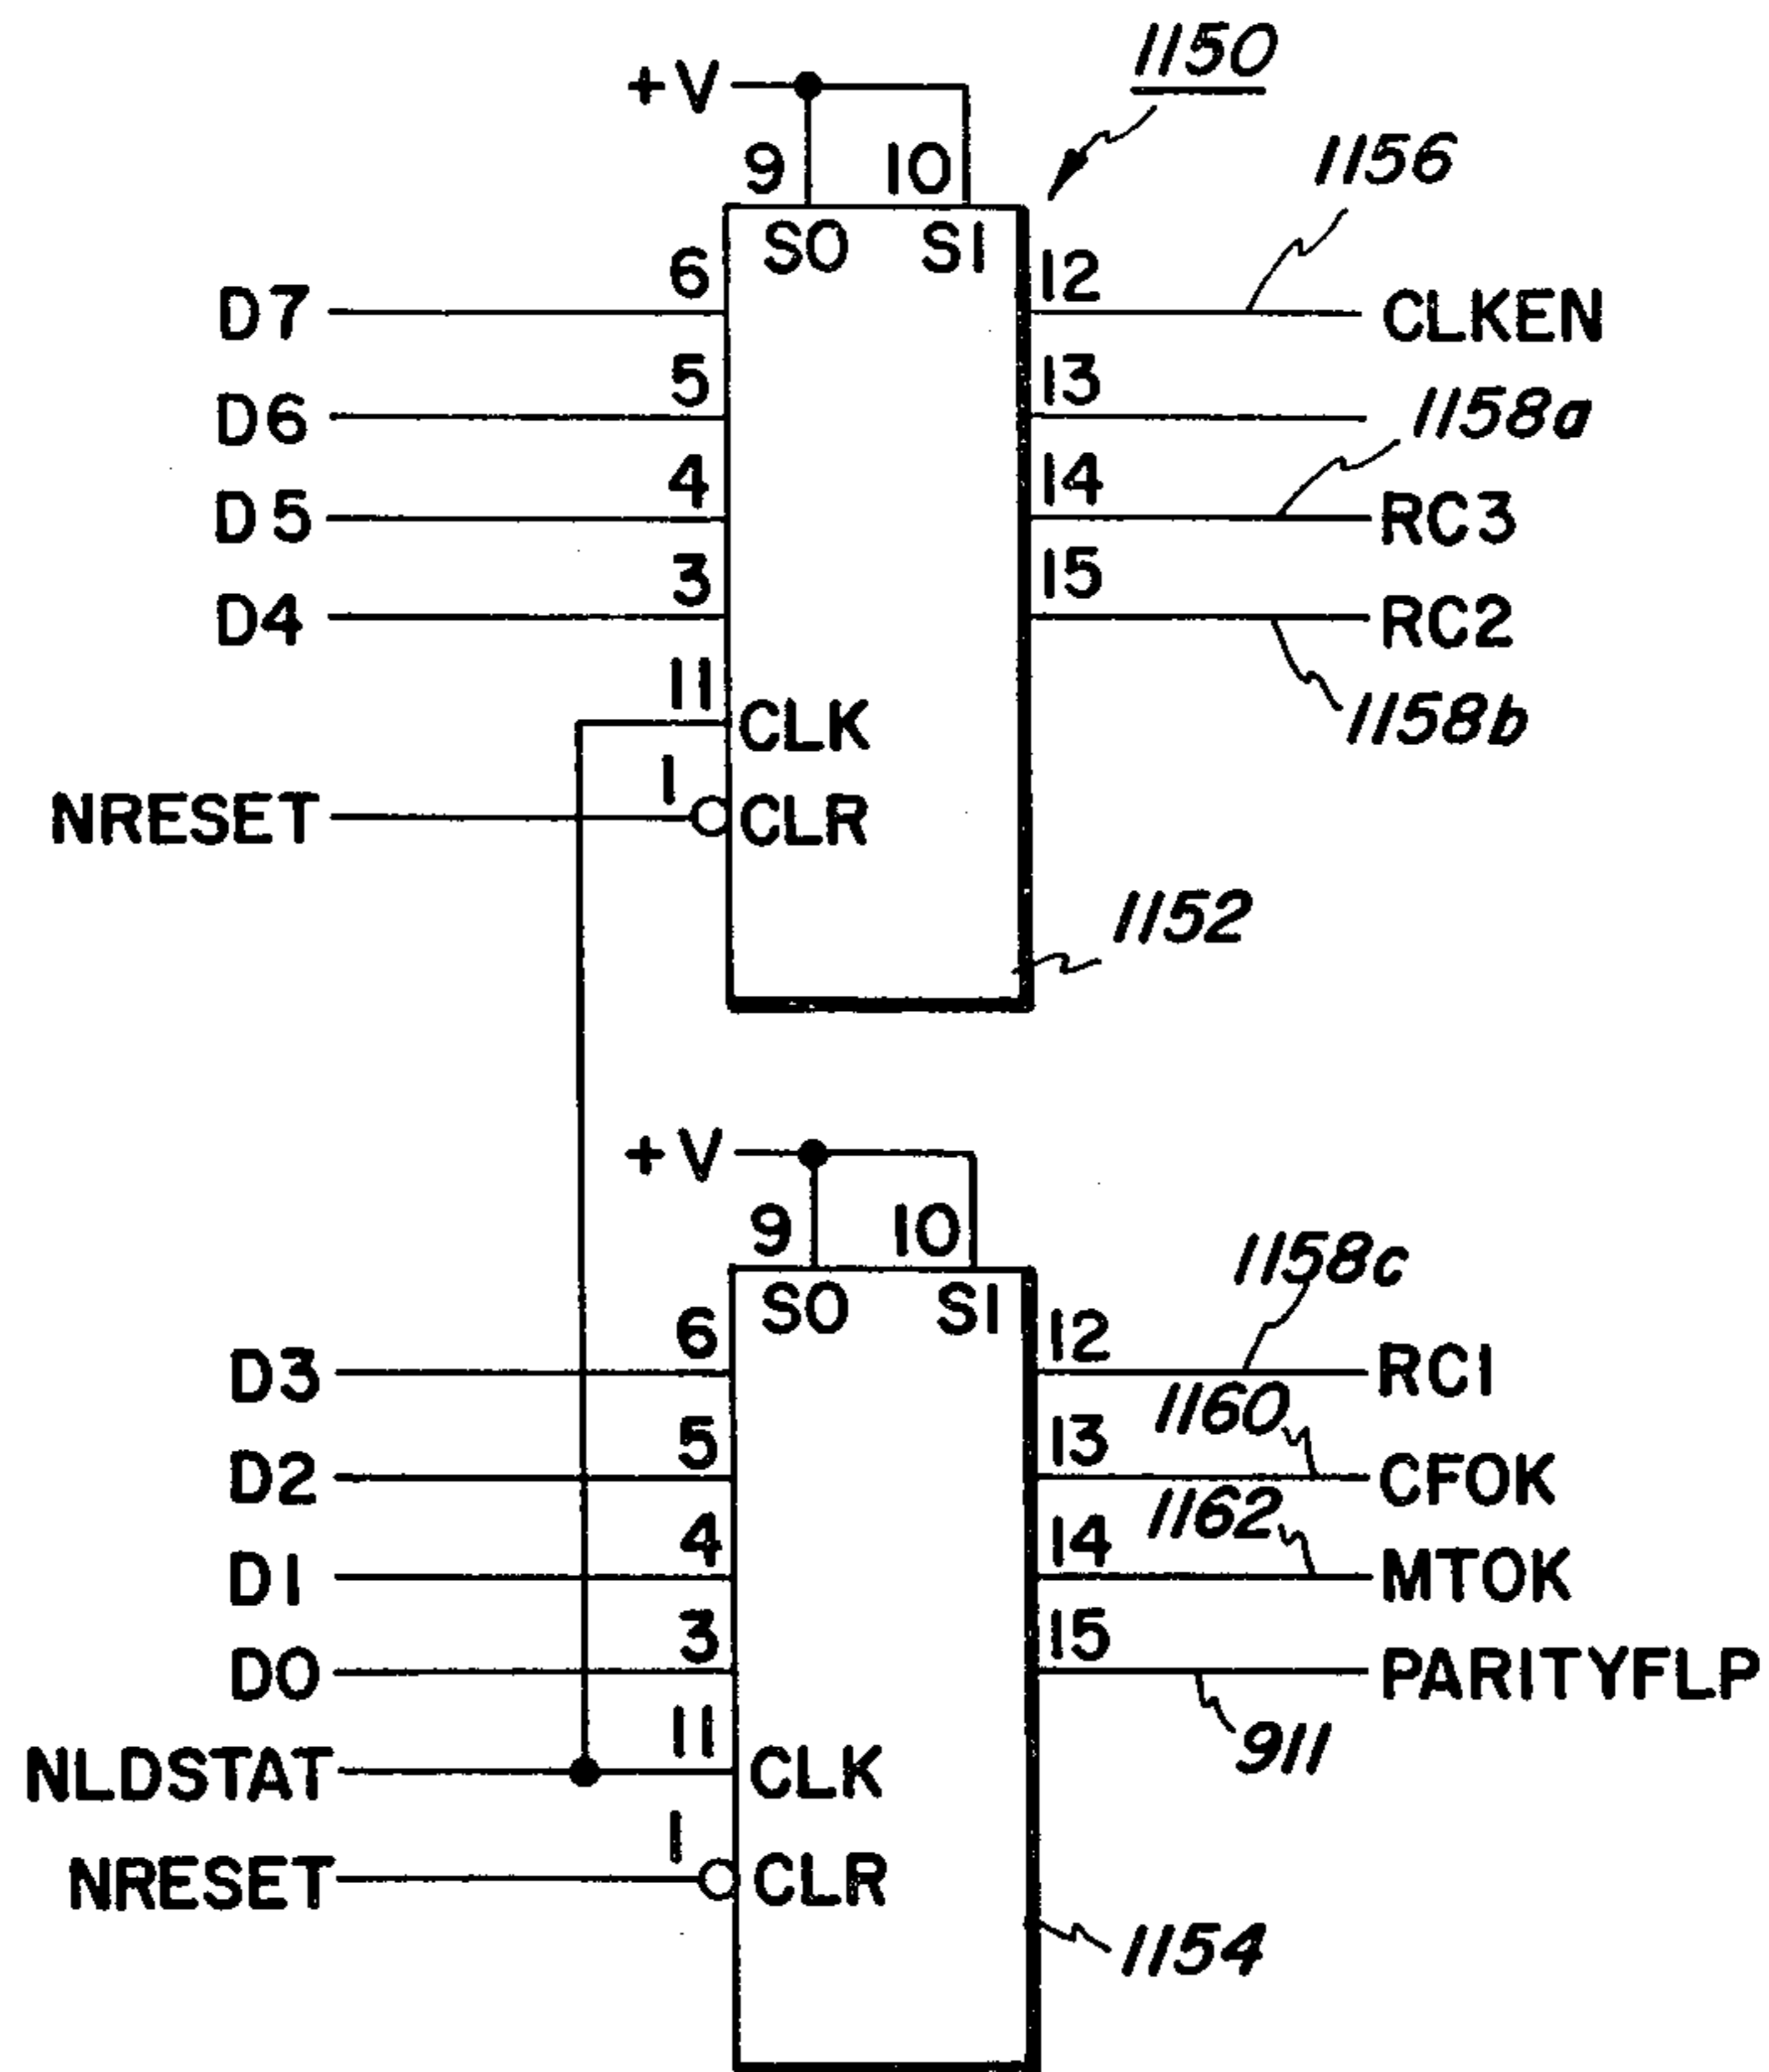 1150
+V
1156
9 10
SO SI
D7 6 12 CLKEN
D6 5 13
1158a
D5 4 14 RC3
D4 3 15 RC2
1158b
11 CLK
NRESET 1 CLR
1152
+V
9 10
SO SI
1158c
D3 6 12 RC1
1160
D2 5 13 CFOK
1162
D1 4 14 MTOK
D0 3 15 PARITYFLP
911
NLDSTAT 11 CLK
NRESET 1 CLR
1154